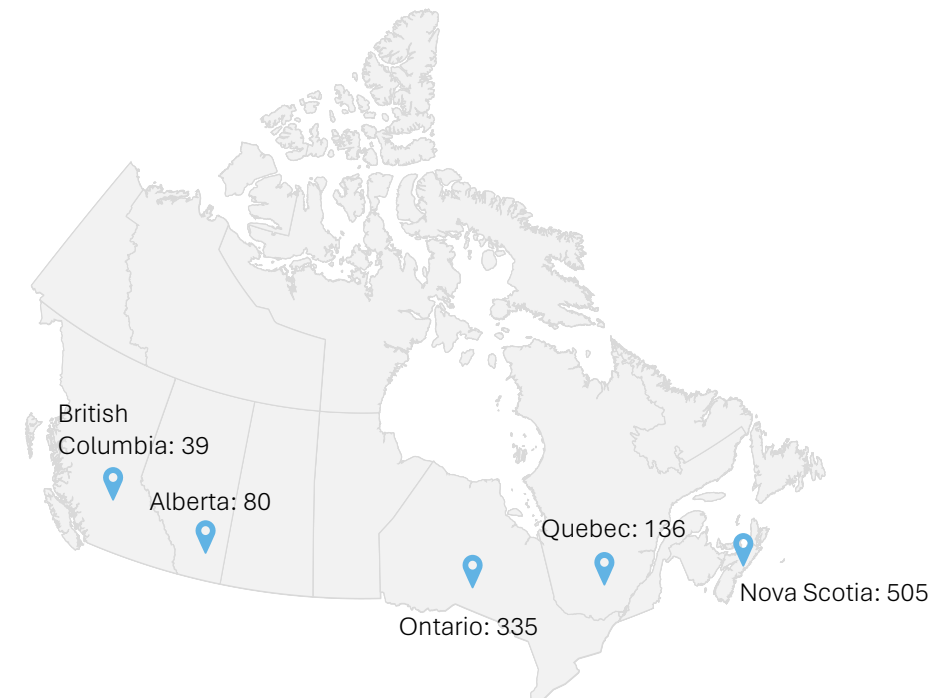 British
Columbia: 39
Alberta: 80
Quebec: 136
Nova Scotia: 505
Ontario: 335